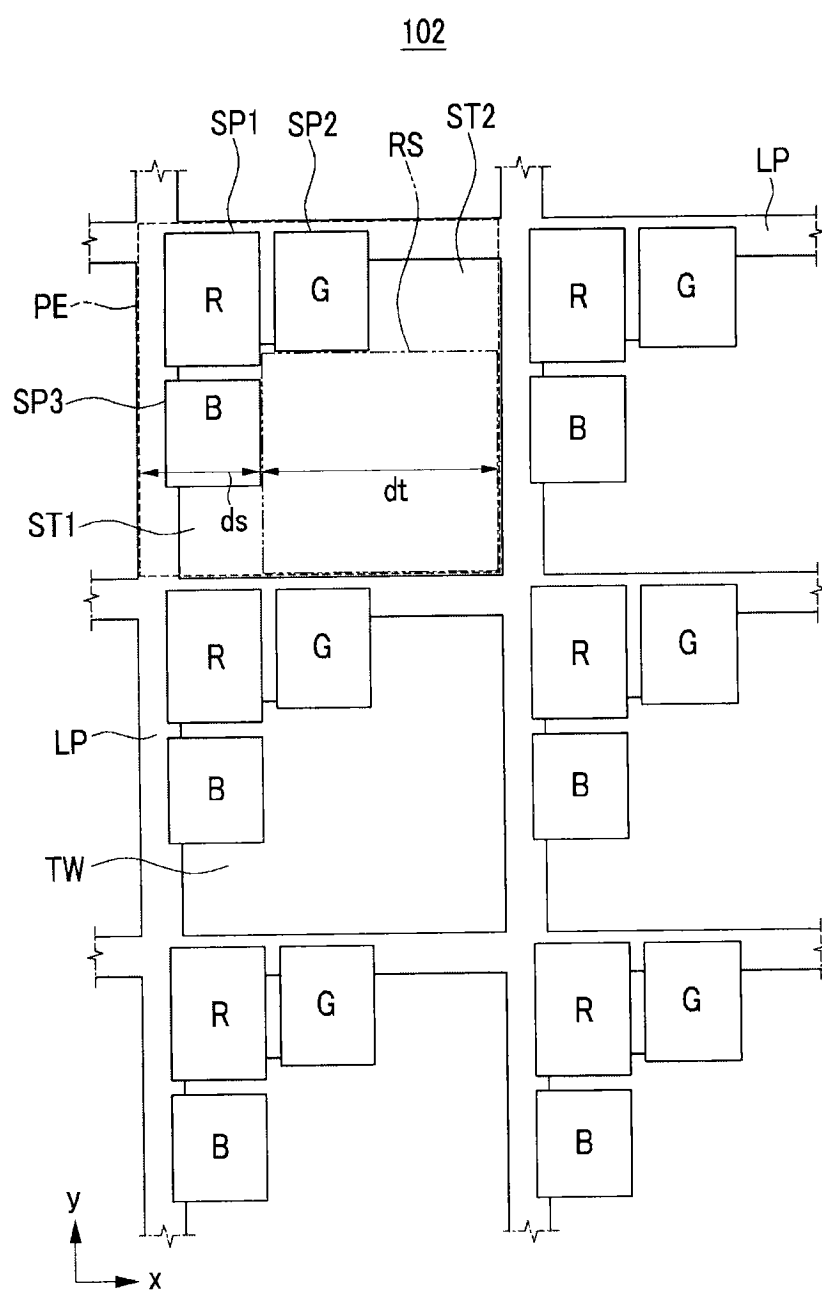 102
SP1 SP2 ST2
RS LP
R G R G
PE
SP3 B B
ds dt
ST1
R G R G
LP
B B
TW
R G R G
B B
y
x